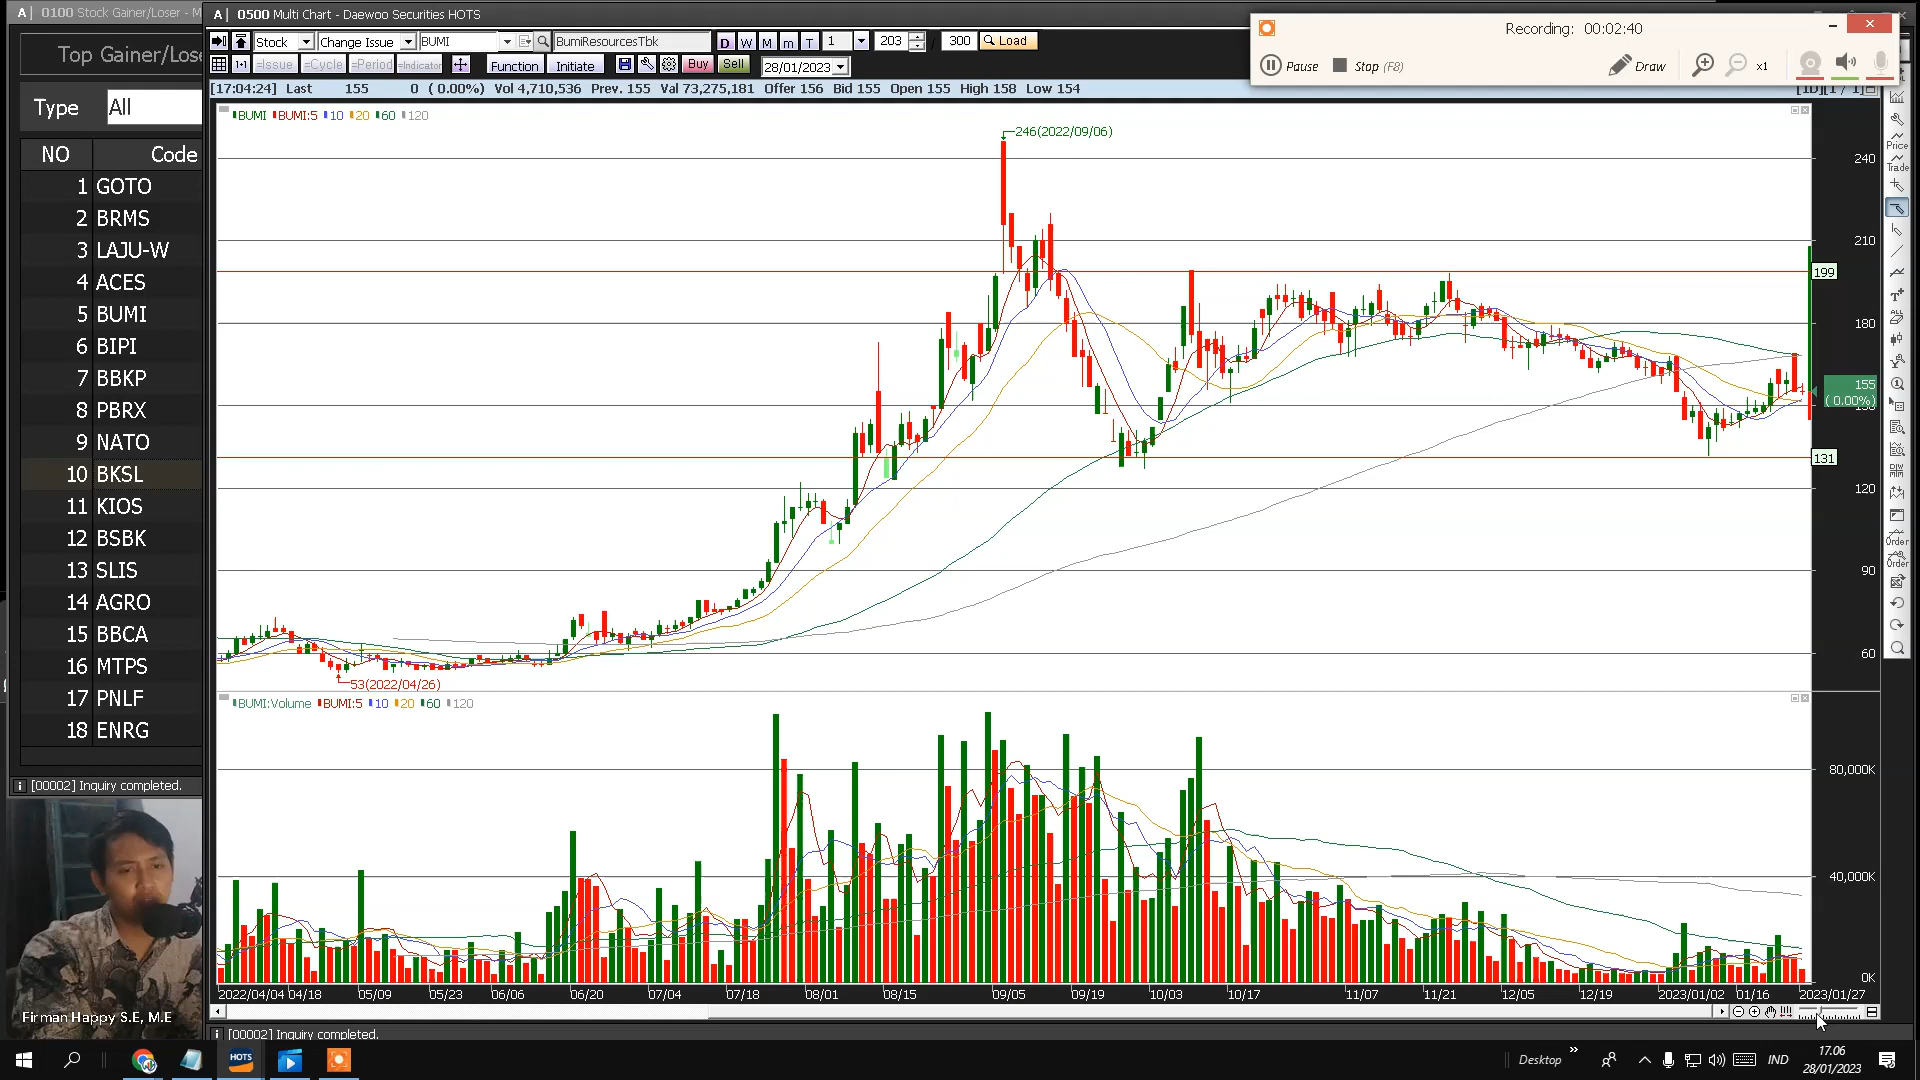 0100 Stock Gainer/Loser - M
0500 Multi Chart - Daewoo Securities HOTS
Recording: 00:02:40
Pause
Stop (F8)
Draw
x1
Top Gainer/Lose
Type All
NO Code
1 GOTO
2 BRMS
3 LAJU-W
4 ACES
5 BUMI
6 BIPI
7 BBKP
8 PBRX
9 NATO
10 BKSL
11 KIOS
12 BSBK
13 SLIS
14 AGRO
15 BBCA
16 MTPS
17 PNLF
18 ENRG
[00002] Inquiry completed.
Firman Happy S.E, M.E
Stock Change Issue BUMI BumiResourcesTbk D W M m T 1 203 / 300 Load
=Issue =Cycle =Period =Indicator Function Initiate Buy Sell 28/01/2023
[17:04:24] Last 155 0 ( 0.00%) Vol 4,710,536 Prev. 155 Val 73,275,181 Offer 156 Bid 155 Open 155 High 158 Low 154
BUMI BUMI:5 10 20 60 120
246(2022/09/06)
240
210
199
180
155
( 0.00%)
150
131
120
90
60
53(2022/04/26)
BUMI:Volume BUMI:5 10 20 60 120
80,000K
40,000K
0K
2022/04/04 04/18 05/09 05/23 06/06 06/20 07/04 07/18 08/01 08/15 09/05 09/19 10/03 10/17 11/07 11/21 12/05 12/19 2023/01/02 01/16 2023/01/27
[00002] Inquiry completed.
Price
Trade
Order
Order
HOTS
Desktop
IND
17.06
28/01/2023